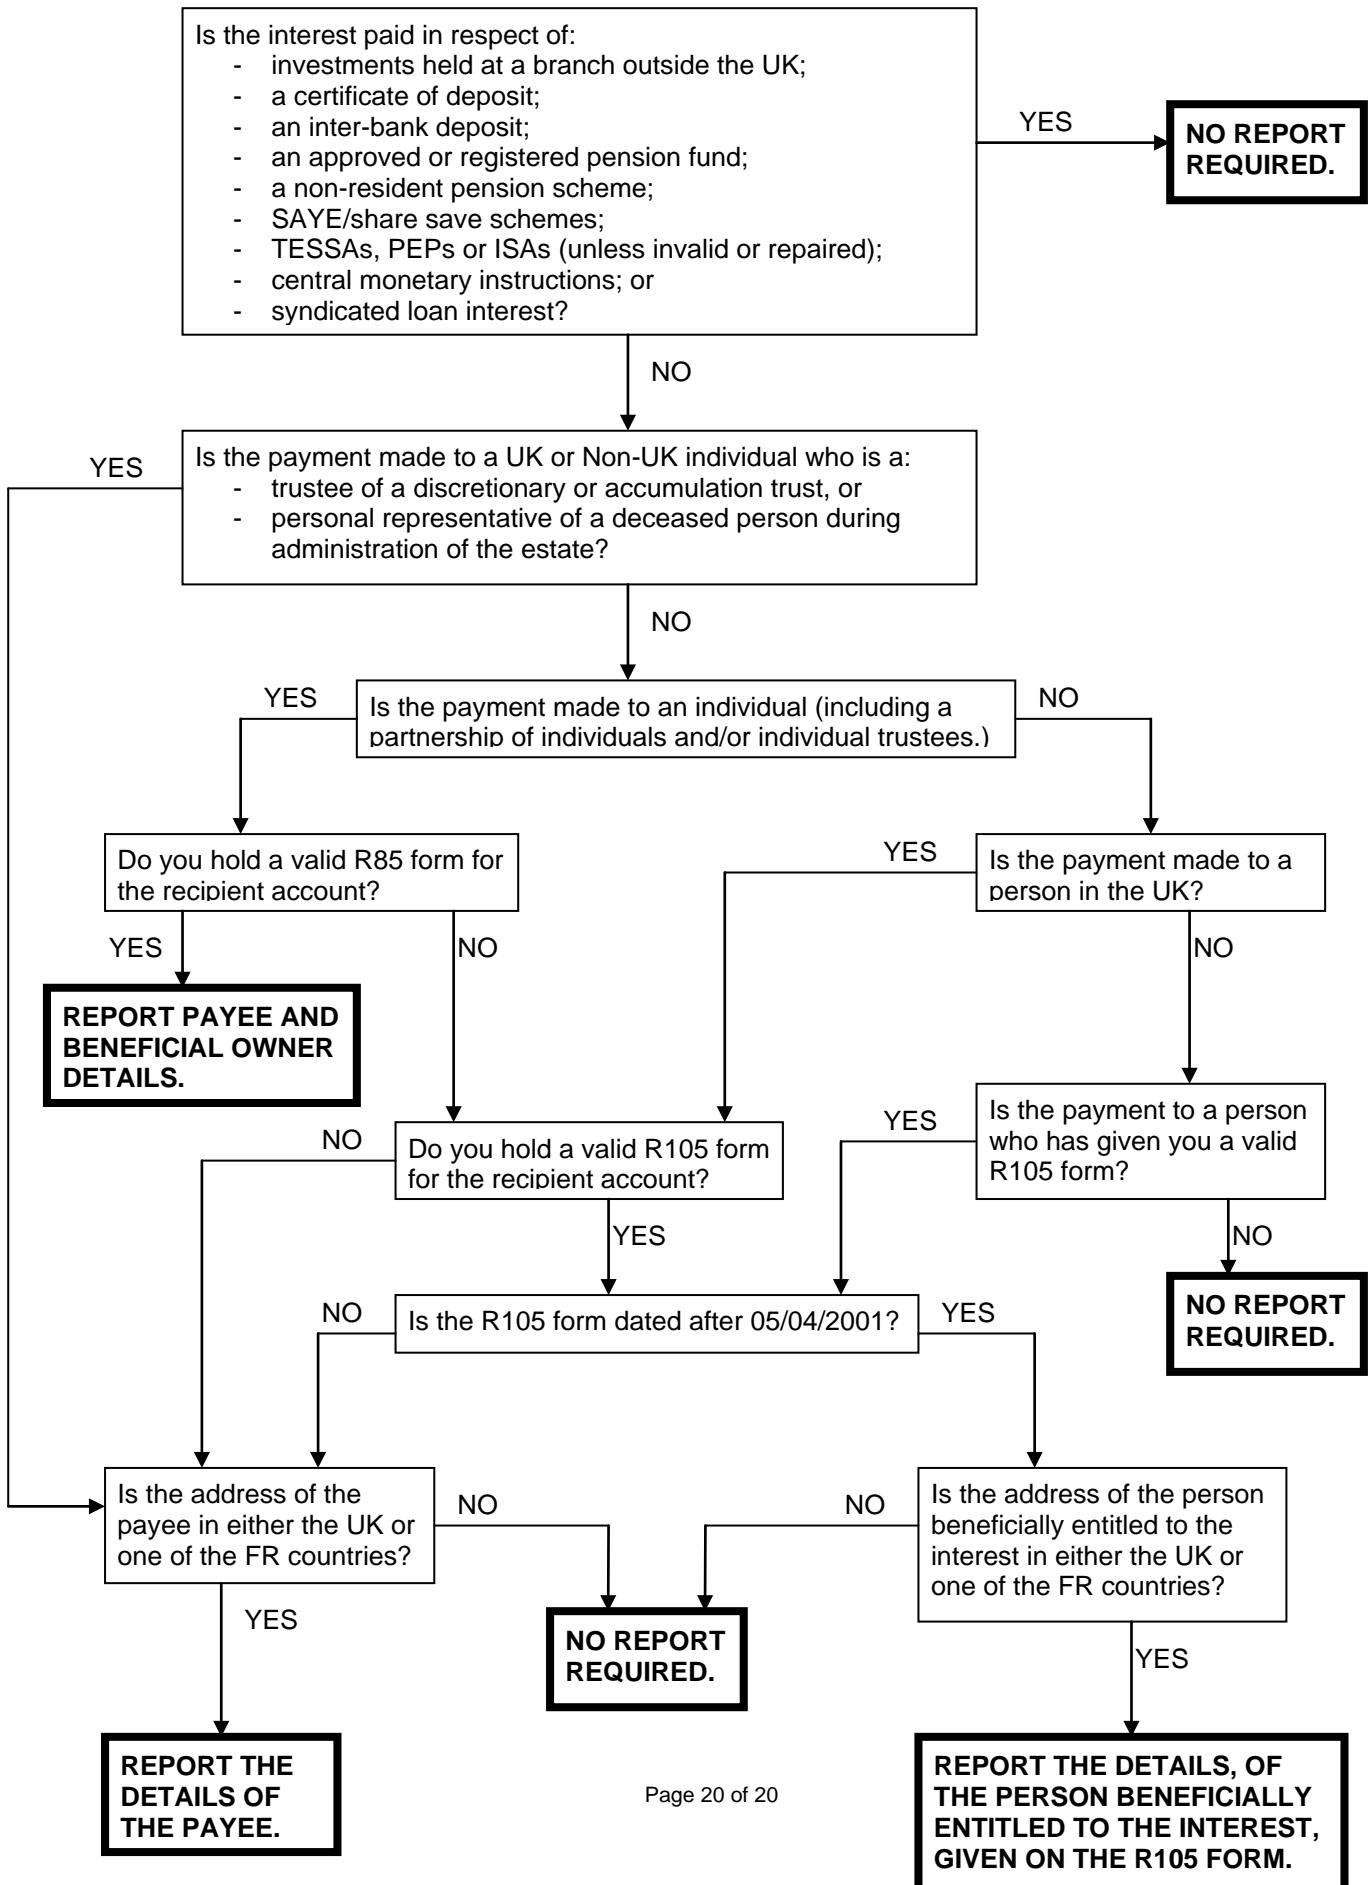 Is the interest paid in respect of:
- investments held at a branch outside the UK;
- a certificate of deposit;
- an inter-bank deposit;
- an approved or registered pension fund;
- a non-resident pension scheme;
- SAYE/share save schemes;
- TESSAs, PEPs or ISAs (unless invalid or repaired);
- central monetary instructions; or
- syndicated loan interest?
YES
NO REPORT
REQUIRED.
NO
YES
Is the payment made to a UK or Non-UK individual who is a:
- trustee of a discretionary or accumulation trust, or
- personal representative of a deceased person during
administration of the estate?
NO
YES
Is the payment made to an individual (including a
partnership of individuals and/or individual trustees.)
NO
Do you hold a valid R85 form for
the recipient account?
YES
Is the payment made to a
person in the UK?
YES
NO
NO
REPORT PAYEE AND
BENEFICIAL OWNER
DETAILS.
NO
Do you hold a valid R105 form
for the recipient account?
YES
Is the payment to a person
who has given you a valid
R105 form?
YES
NO
NO REPORT
REQUIRED.
NO
Is the R105 form dated after 05/04/2001?
YES
Is the address of the
payee in either the UK or
one of the FR countries?
NO
NO
Is the address of the person
beneficially entitled to the
interest in either the UK or
one of the FR countries?
YES
NO REPORT
REQUIRED.
YES
REPORT THE
DETAILS OF
THE PAYEE.
Page 20 of 20
REPORT THE DETAILS, OF
THE PERSON BENEFICIALLY
ENTITLED TO THE INTEREST,
GIVEN ON THE R105 FORM.